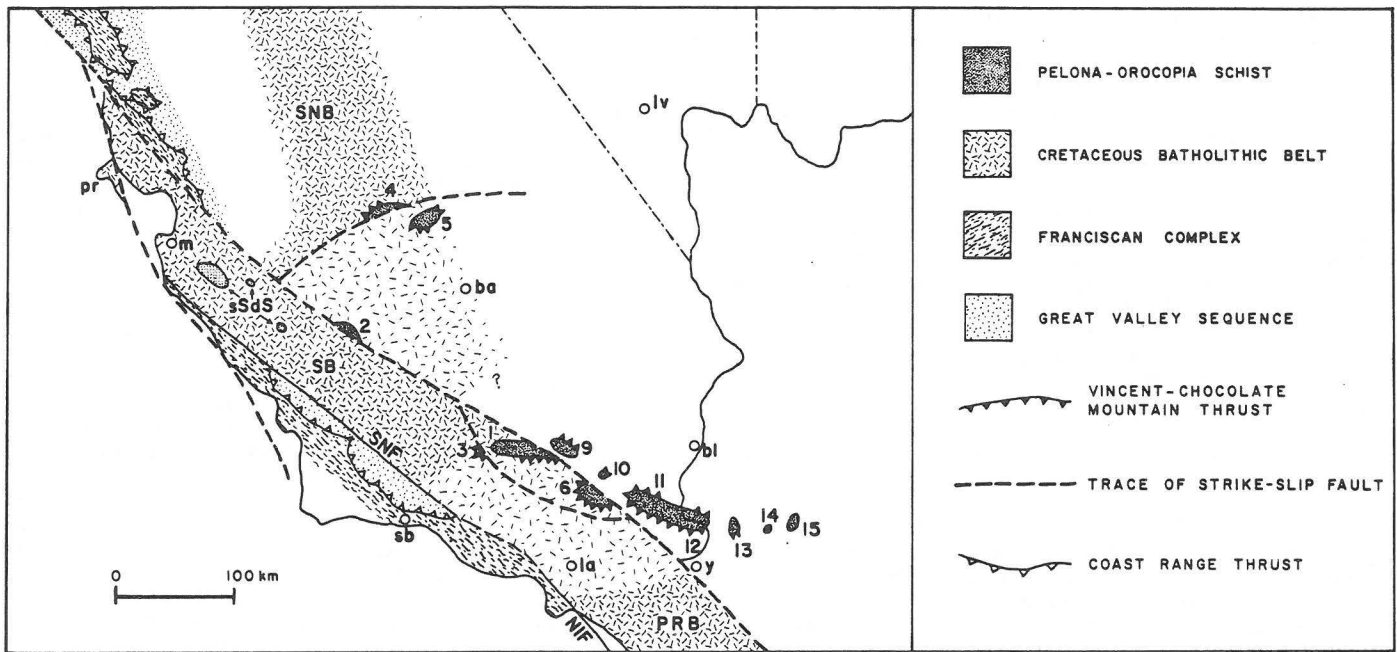 SNB
lv
pr
4
5
m
ba
sSdS
2
SB
?
SNF
1
3
9
bl
10
6
11
14
15
12
13
sb
la
y
0
100 km
NIF
PRB
PELONA-OROCOPIA SCHIST
CRETACEOUS BATHOLITHIC BELT
FRANCISCAN COMPLEX
GREAT VALLEY SEQUENCE
VINCENT-CHOCOLATE
MOUNTAIN THRUST
TRACE OF STRIKE-SLIP FAULT
COAST RANGE THRUST